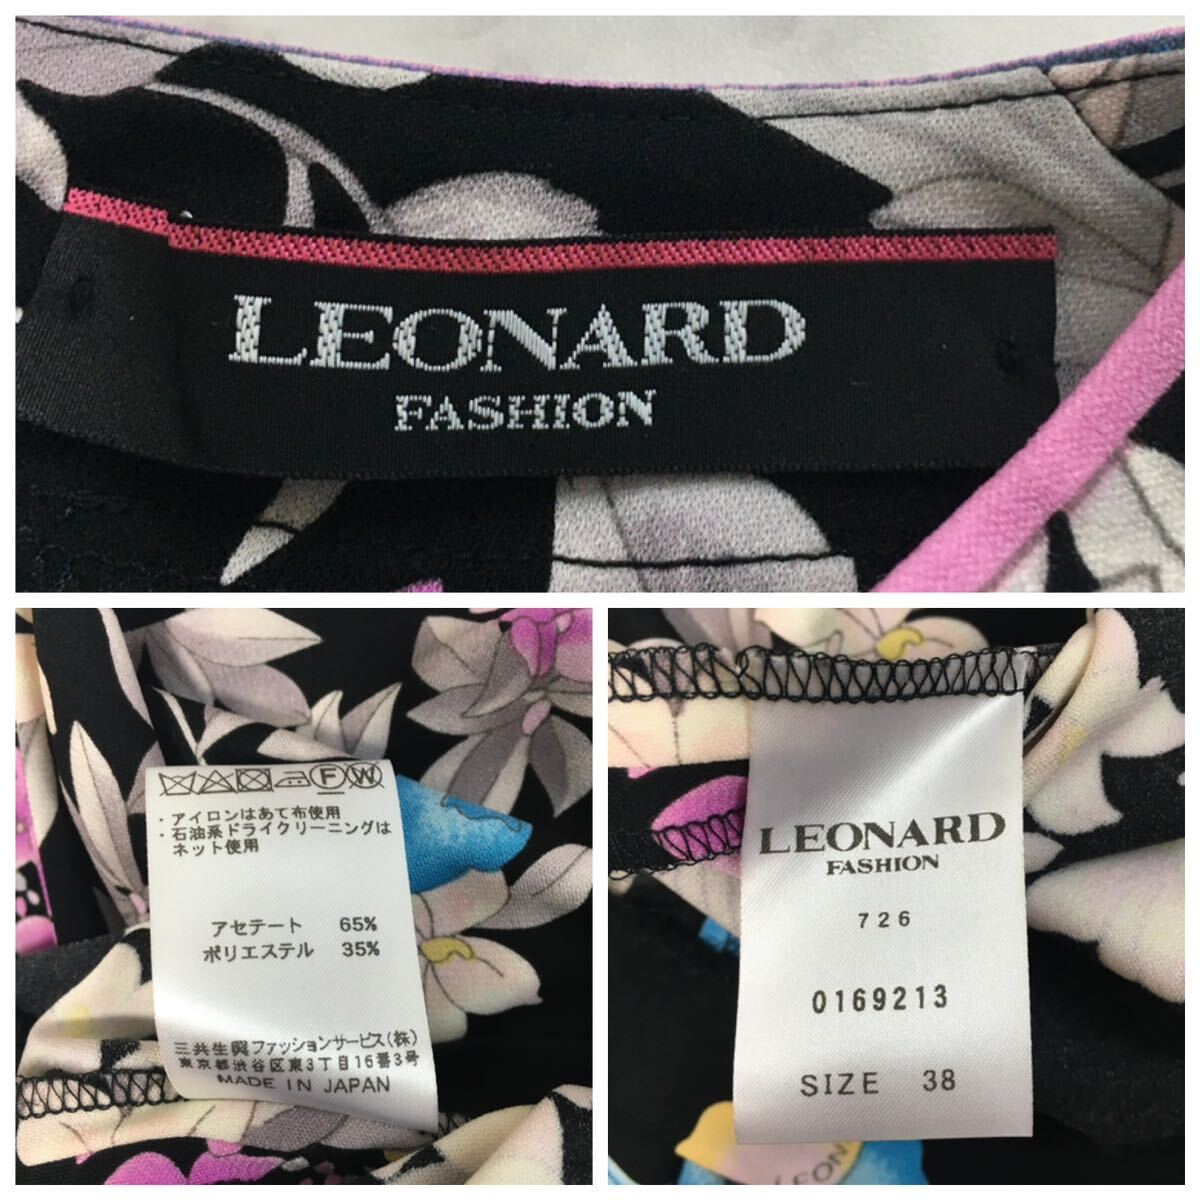 LEONARD
FASHION
F W
・アイロンはあて布使用
・石油系ドライクリーニングは
ネット使用
アセテート 65%
ポリエステル 35%
三共生興ファッションサービス(株)
東京都渋谷区東3丁目16番3号
MADE IN JAPAN
LEONARD
FASHION
726
0169213
SIZE 38
LEON